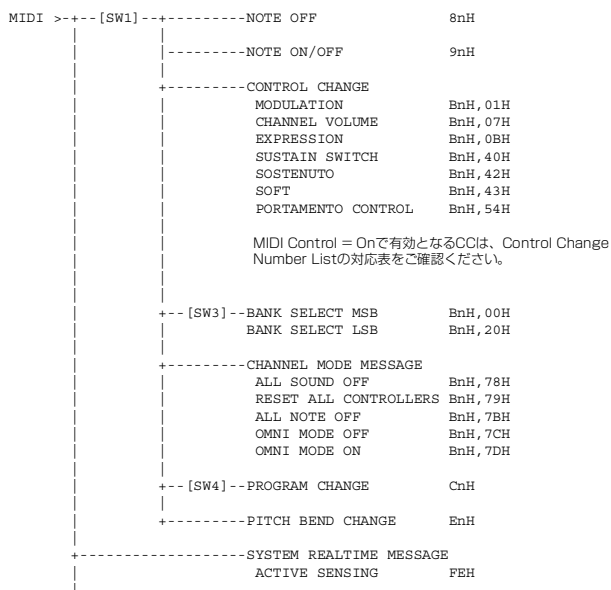 MIDI >-+--[SW1]--+---------NOTE OFF 8nH
|---------NOTE ON/OFF 9nH
+---------CONTROL CHANGE
MODULATION BnH,01H
CHANNEL VOLUME BnH,07H
EXPRESSION BnH,0BH
SUSTAIN SWITCH BnH,40H
SOSTENUTO BnH,42H
SOFT BnH,43H
PORTAMENTO CONTROL BnH,54H
MIDI Control = Onで有効となるCCは、Control Change
Number Listの対応表をご確認ください。
+--[SW3]--BANK SELECT MSB BnH,00H
BANK SELECT LSB BnH,20H
+---------CHANNEL MODE MESSAGE
ALL SOUND OFF BnH,78H
RESET ALL CONTROLLERS BnH,79H
ALL NOTE OFF BnH,7BH
OMNI MODE OFF BnH,7CH
OMNI MODE ON BnH,7DH
+--[SW4]--PROGRAM CHANGE CnH
+---------PITCH BEND CHANGE EnH
+-------------------SYSTEM REALTIME MESSAGE
ACTIVE SENSING FEH